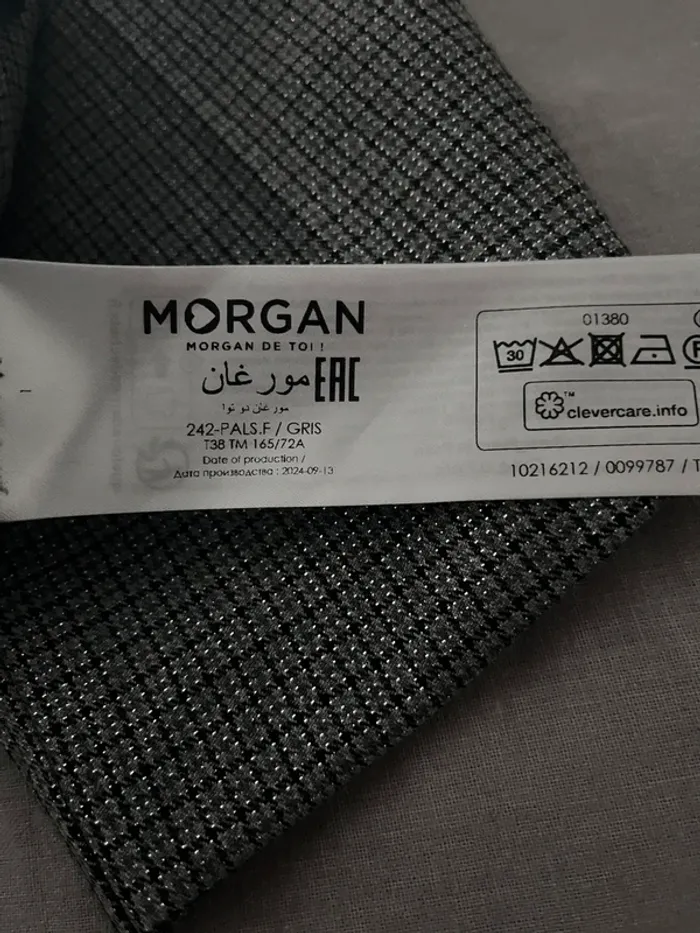 MORGAN
MORGAN DE TOI !
مورغان EAC
مورغان دو توا
242-PALS.F / GRIS
T38 TM 165/72A
Date of production /
Дата производства : 2024-09-13
01380
30
clevercare.info
TM
10216212 / 0099787 / T